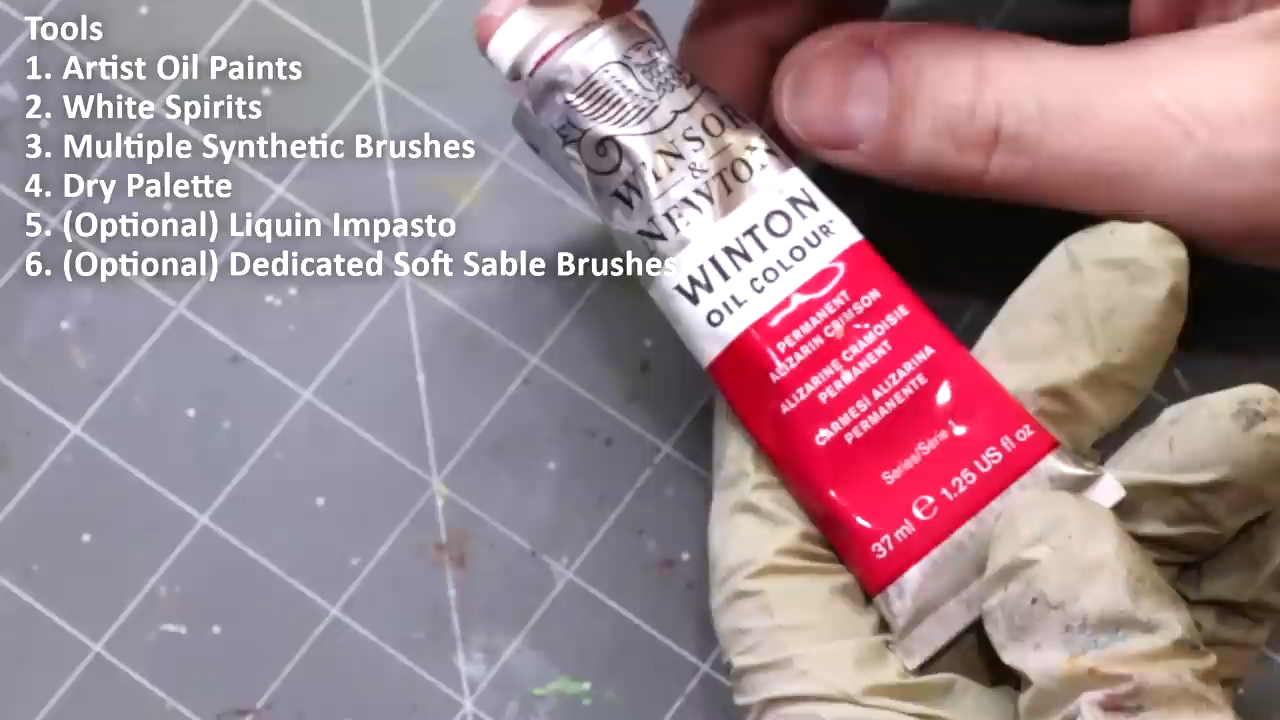 Tools
1. Artist Oil Paints
2. White Spirits
3. Multiple Synthetic Brushes
4. Dry Palette
5. (Optional) Liquin Impasto
6. (Optional) Dedicated Soft Sable Brushes
WINSOR
&
NEWTON
WINTON
OIL COLOUR™
PERMANENT
ALIZARIN CRIMSON
ALIZARINE CRAMOISIE
PERMANENT
CARMESÍ ALIZARINA
PERMANENTE
Series/Série 1
37 ml e 1.25 US fl oz